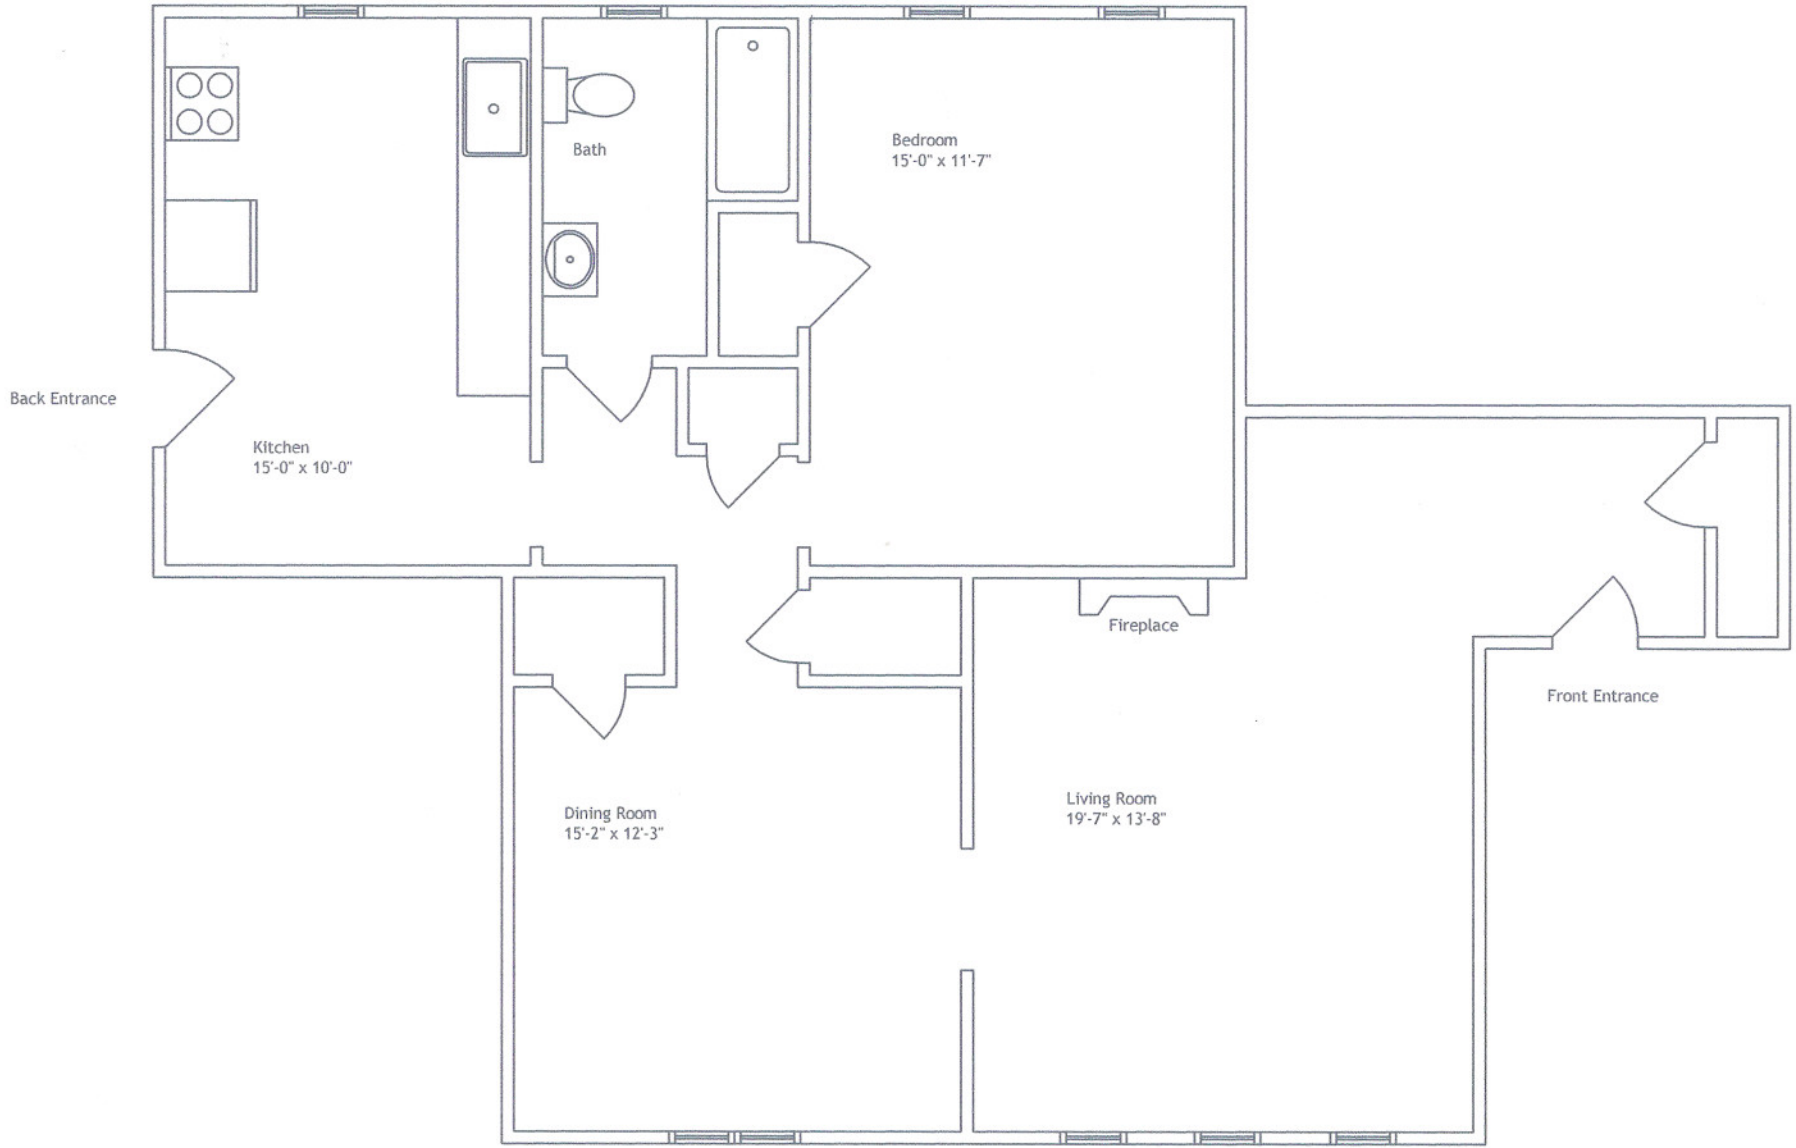 Bath
Bedroom
15'-0" x 11'-7"
Back Entrance
Kitchen
15'-0" x 10'-0"
Fireplace
Front Entrance
Dining Room
15'-2" x 12'-3"
Living Room
19'-7" x 13'-8"